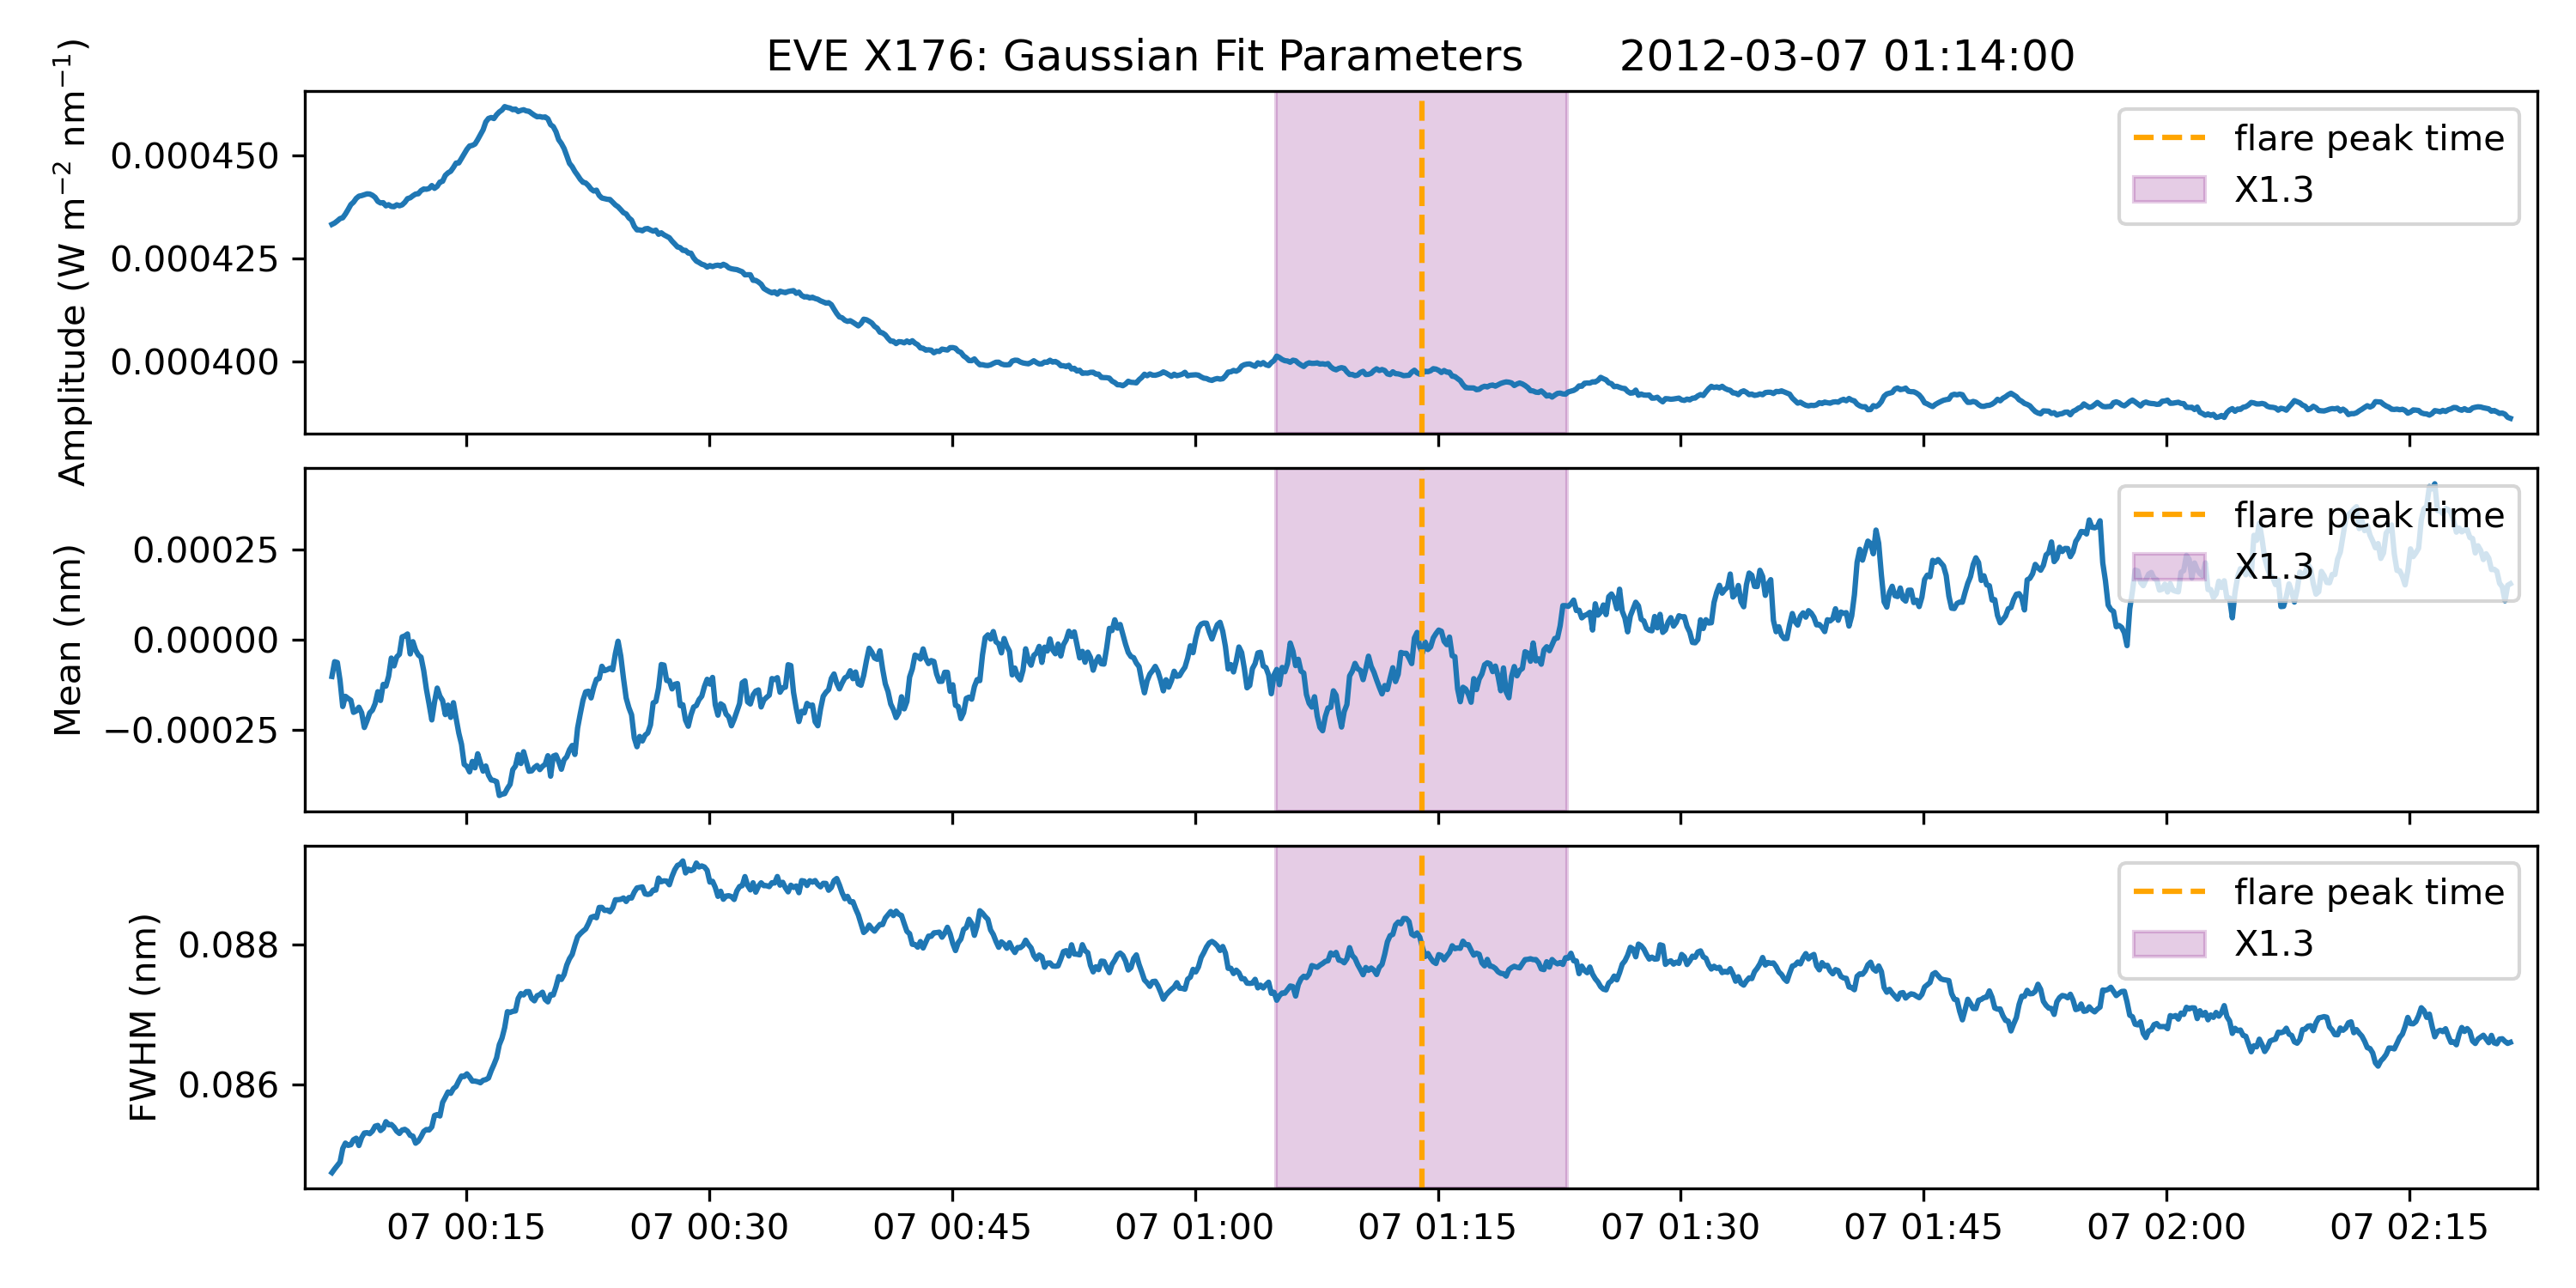 EVE X176: Gaussian Fit Parameters 2012-03-07 01:14:00
Amplitude (W m⁻² nm⁻¹)
0.000450
0.000425
0.000400
flare peak time
X1.3
Mean (nm)
0.00025
0.00000
−0.00025
flare peak time
X1.3
FWHM (nm)
0.088
0.086
flare peak time
X1.3
07 00:15 07 00:30 07 00:45 07 01:00 07 01:15 07 01:30 07 01:45 07 02:00 07 02:15